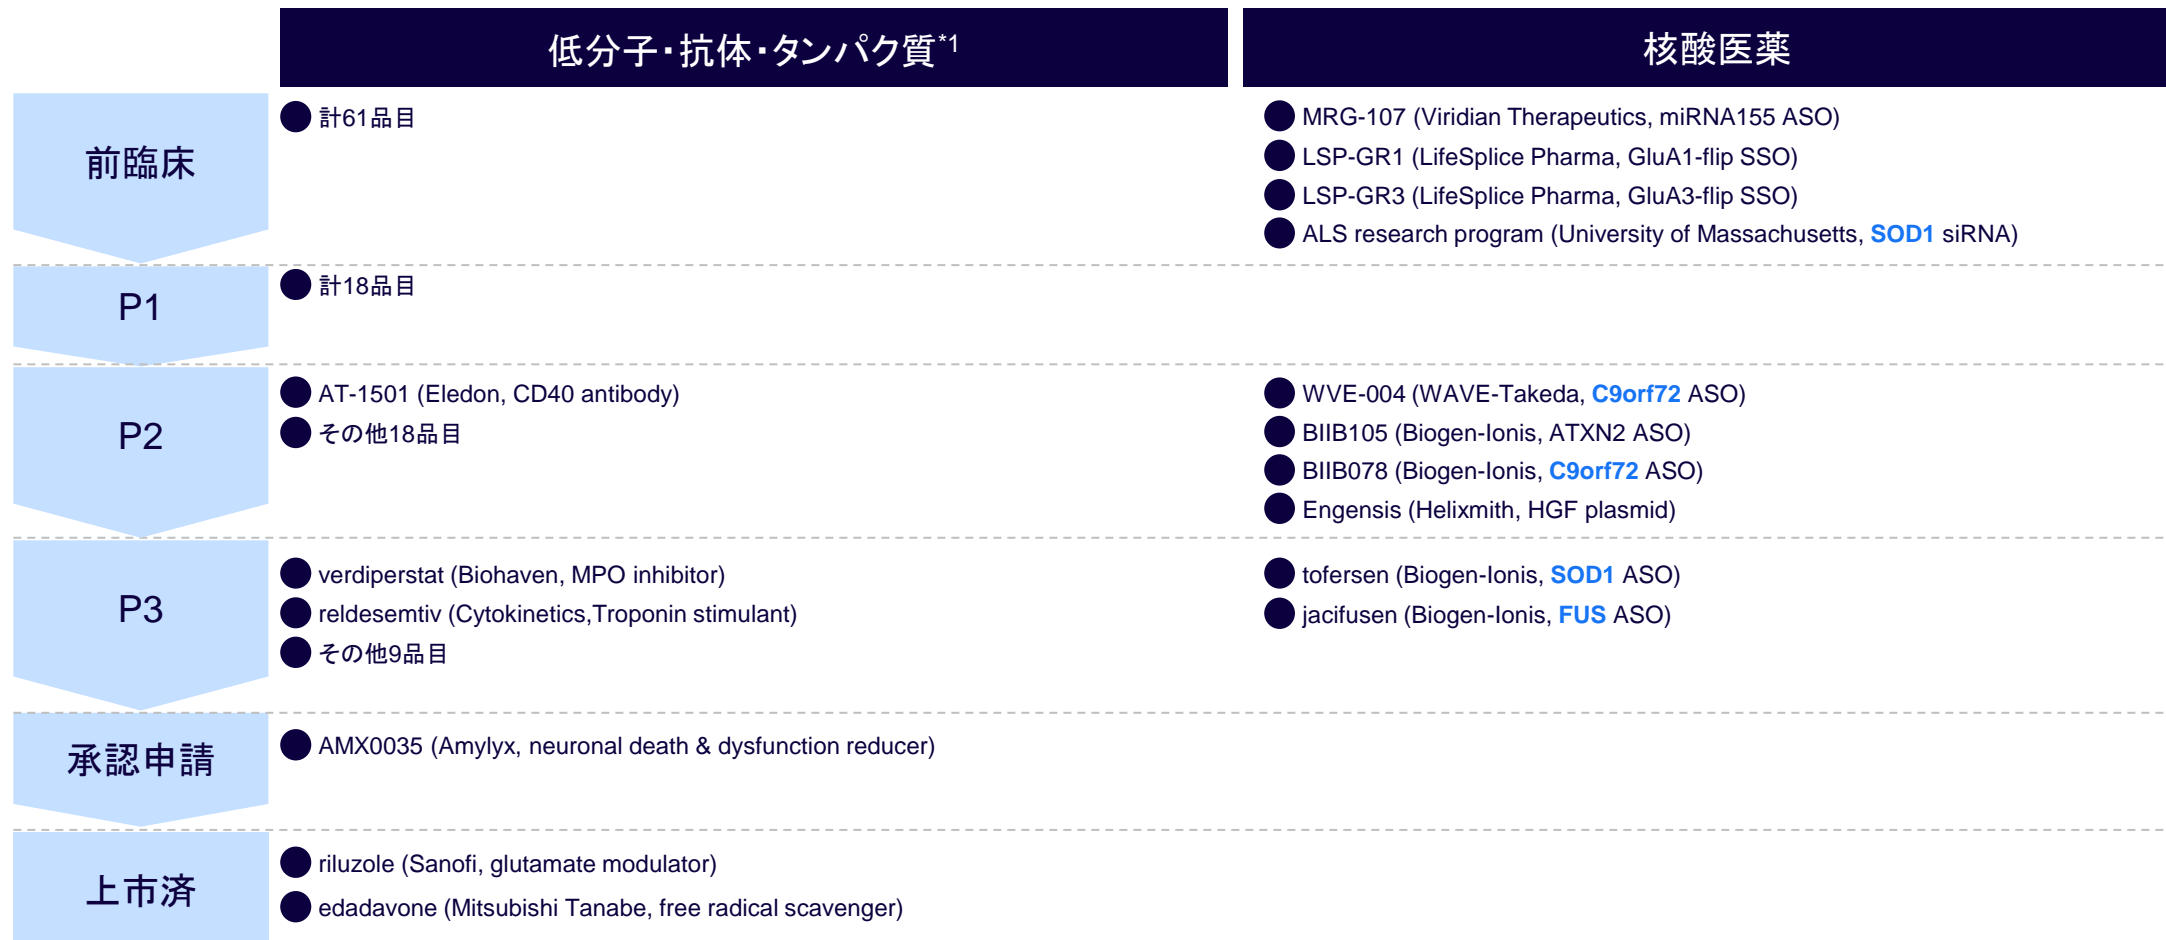 低分子・抗体・タンパク質*1
核酸医薬
前臨床
計61品目
MRG-107 (Viridian Therapeutics, miRNA155 ASO)
LSP-GR1 (LifeSplice Pharma, GluA1-flip SSO)
LSP-GR3 (LifeSplice Pharma, GluA3-flip SSO)
ALS research program (University of Massachusetts, SOD1 siRNA)
P1
計18品目
P2
AT-1501 (Eledon, CD40 antibody)
その他18品目
WVE-004 (WAVE-Takeda, C9orf72 ASO)
BIIB105 (Biogen-Ionis, ATXN2 ASO)
BIIB078 (Biogen-Ionis, C9orf72 ASO)
Engensis (Helixmith, HGF plasmid)
P3
verdiperstat (Biohaven, MPO inhibitor)
reldesemtiv (Cytokinetics,Troponin stimulant)
その他9品目
tofersen (Biogen-Ionis, SOD1 ASO)
jacifusen (Biogen-Ionis, FUS ASO)
承認申請
AMX0035 (Amylyx, neuronal death & dysfunction reducer)
上市済
riluzole (Sanofi, glutamate modulator)
edadavone (Mitsubishi Tanabe, free radical scavenger)